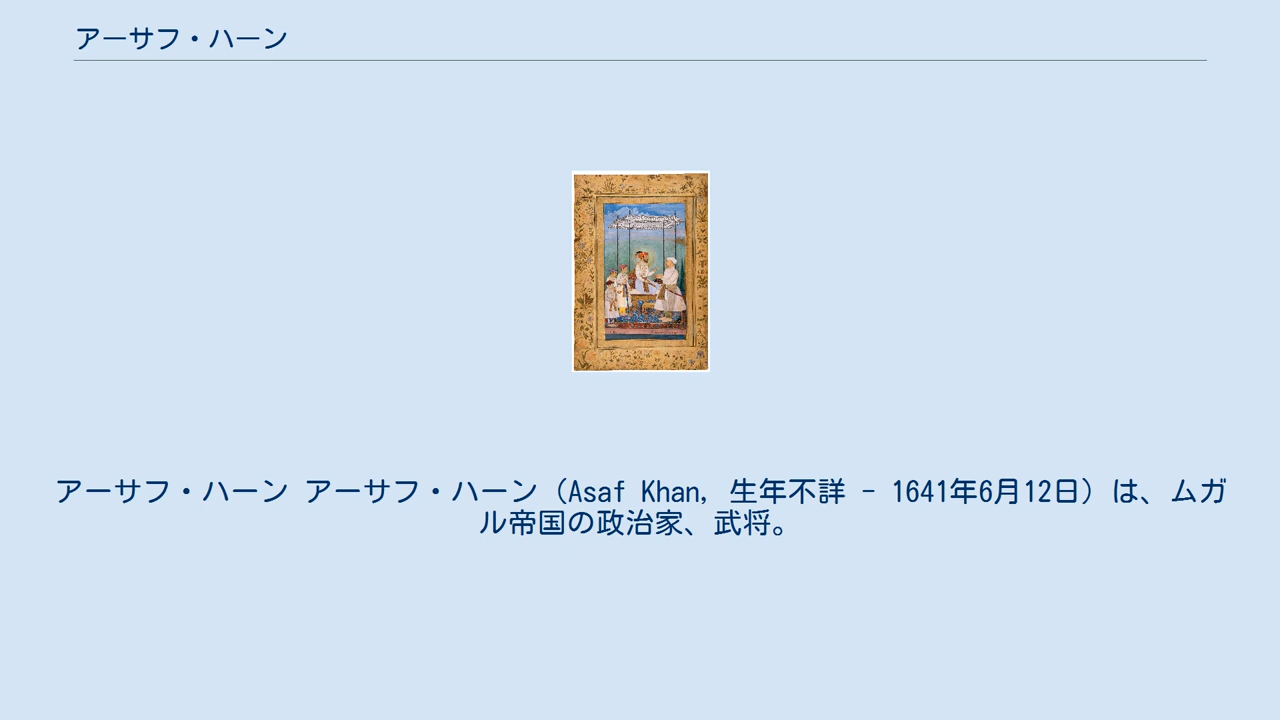 アーサフ・ハーン
アーサフ・ハーン アーサフ・ハーン（Asaf Khan, 生年不詳 - 1641年6月12日）は、ムガ
ル帝国の政治家、武将。